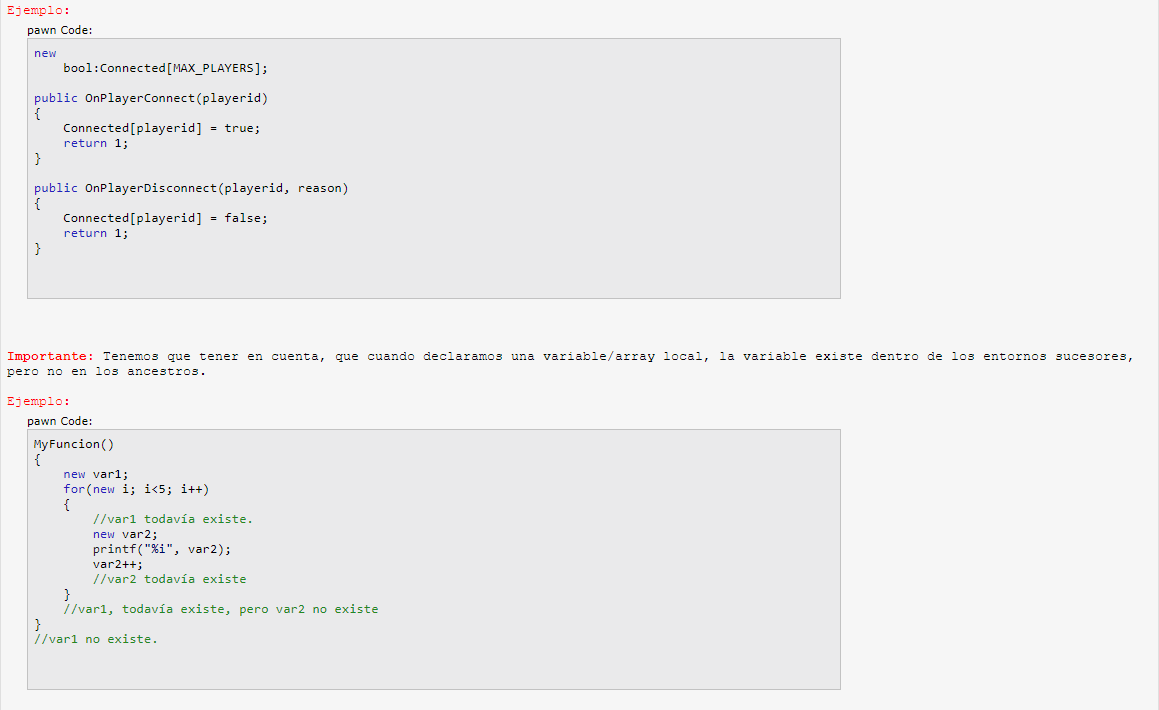 Ejemplo:
pawn Code:
new
    bool:Connected[MAX_PLAYERS];

public OnPlayerConnect(playerid)
{
    Connected[playerid] = true;
    return 1;
}

public OnPlayerDisconnect(playerid, reason)
{
    Connected[playerid] = false;
    return 1;
}

Importante: Tenemos que tener en cuenta, que cuando declaramos una variable/array local, la variable existe dentro de los entornos sucesores,
pero no en los ancestros.

Ejemplo:
pawn Code:
MyFuncion()
{
    new var1;
    for(new i; i<5; i++)
    {
        //var1 todavía existe.
        new var2;
        printf("%i", var2);
        var2++;
        //var2 todavía existe
    }
    //var1, todavía existe, pero var2 no existe
}
//var1 no existe.